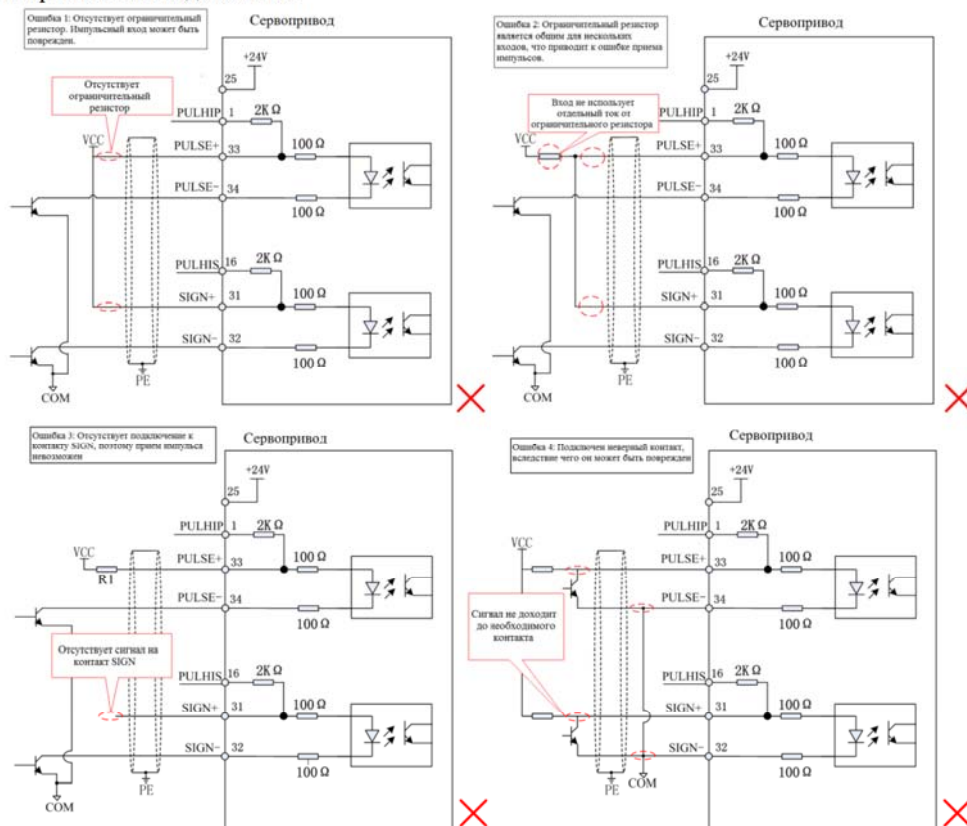 Ошибка 1: Отсутствует ограничительный
резистор. Импульсный вход может быть
поврежден.
Сервопривод
+24V
25
Отсутствует
ограничительный
резистор
PULHIP 1 2K Ω
VCC
PULSE+ 33 100 Ω
PULSE- 34
100 Ω
PULHIS 16 2K Ω
SIGN+ 31 100 Ω
SIGN- 32
100 Ω
PE
COM
Ошибка 2: Ограничительный резистор
является общим для нескольких
входов, что приводит к ошибке приема
импульсов.
Сервопривод
+24V
25
Вход не использует
отдельный ток от
ограничительного резистора
PULHIP 1 2K Ω
VCC
PULSE+ 33 100 Ω
PULSE- 34
100 Ω
PULHIS 16 2K Ω
SIGN+ 31 100 Ω
SIGN- 32
100 Ω
PE
COM
Ошибка 3: Отсутствует подключение к
контакту SIGN, поэтому прием импульса
невозможен
Сервопривод
+24V
25
PULHIP 1 2K Ω
VCC
R1
PULSE+ 33 100 Ω
PULSE- 34
100 Ω
Отсутствует сигнал на
контакт SIGN
PULHIS 16 2K Ω
SIGN+ 31 100 Ω
SIGN- 32
100 Ω
PE
COM
Ошибка 4: Подключен неверный контакт,
вследствие чего он может быть поврежден
Сервопривод
+24V
25
PULHIP 1 2K Ω
VCC
PULSE+ 33 100 Ω
PULSE- 34
100 Ω
Сигнал не доходит
до необходимого
контакта
PULHIS 16 2K Ω
SIGN+ 31 100 Ω
SIGN- 32
100 Ω
COM
PE